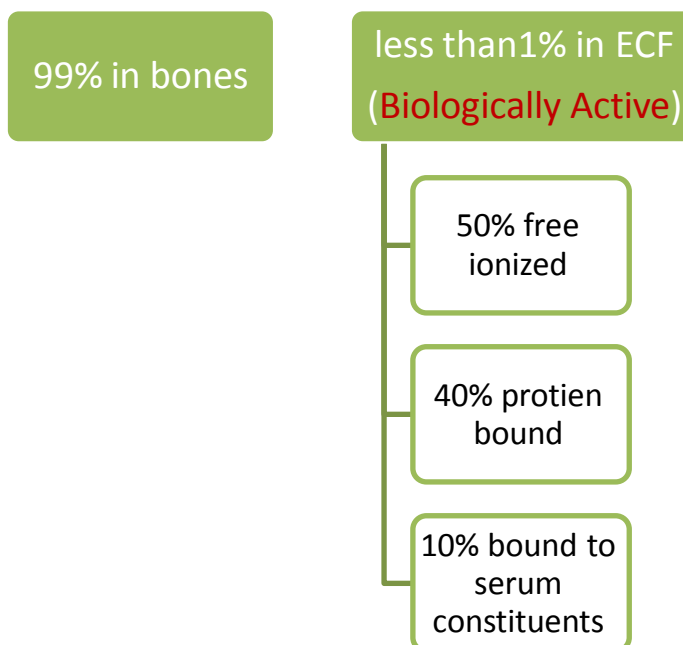 99% in bones
less than1% in ECF
(Biologically Active)
50% free
ionized
40% protien
bound
10% bound to
serum
constituents